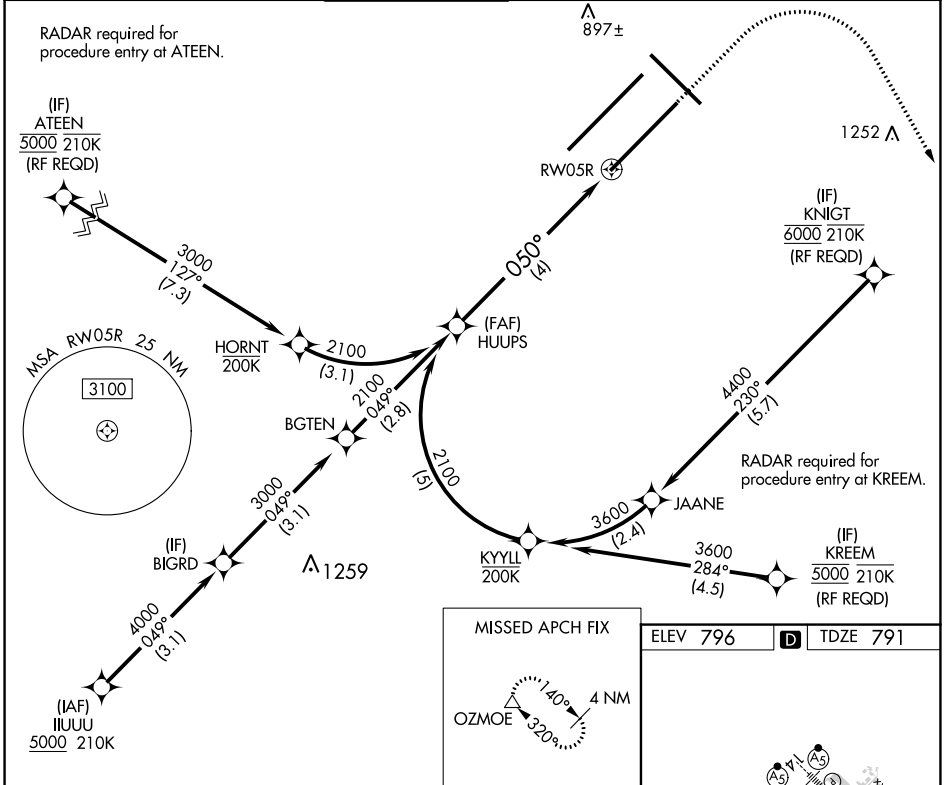 RADAR required for
procedure entry at ATEEN.
897±
(IF)
ATEEN
5000 210K
(RF REQD)
1252
RW05R
(IF)
KNIGT
6000 210K
(RF REQD)
3000
127°
(7.3)
050°
(4)
HORNT
200K
2100
(3.1)
(FAF)
HUUPS
MSA RW05R 25 NM
3100
2100
049°
(2.8)
BGTEN
4400
230°
(5.7)
2100
(5)
RADAR required for
procedure entry at KREEM.
3000
049°
(3.1)
JAANE
3600
(2.4)
KYYLL
200K
3600
284°
(4.5)
(IF)
KREEM
5000 210K
(RF REQD)
(IF)
BIGRD
1259
4000
049°
(3.1)
(IAF)
IIUUU
5000 210K
MISSED APCH FIX
140°
4 NM
OZMOE
320°
ELEV 796
D
TDZE 791
14
A5
A5